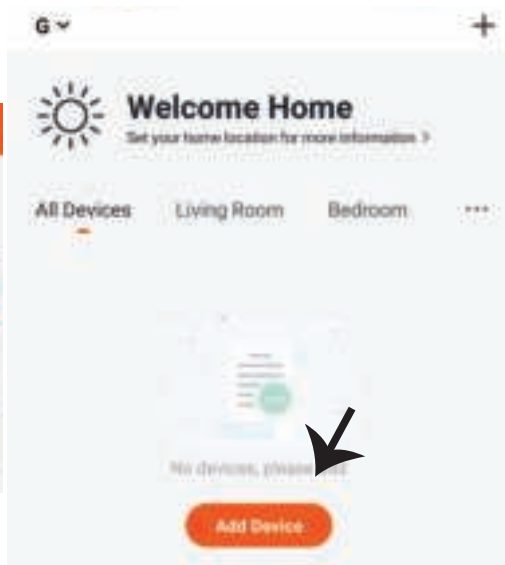 G
Welcome Home
Set your home location for more information >
All Devices Living Room Bedroom ...
No devices, please
Add Device